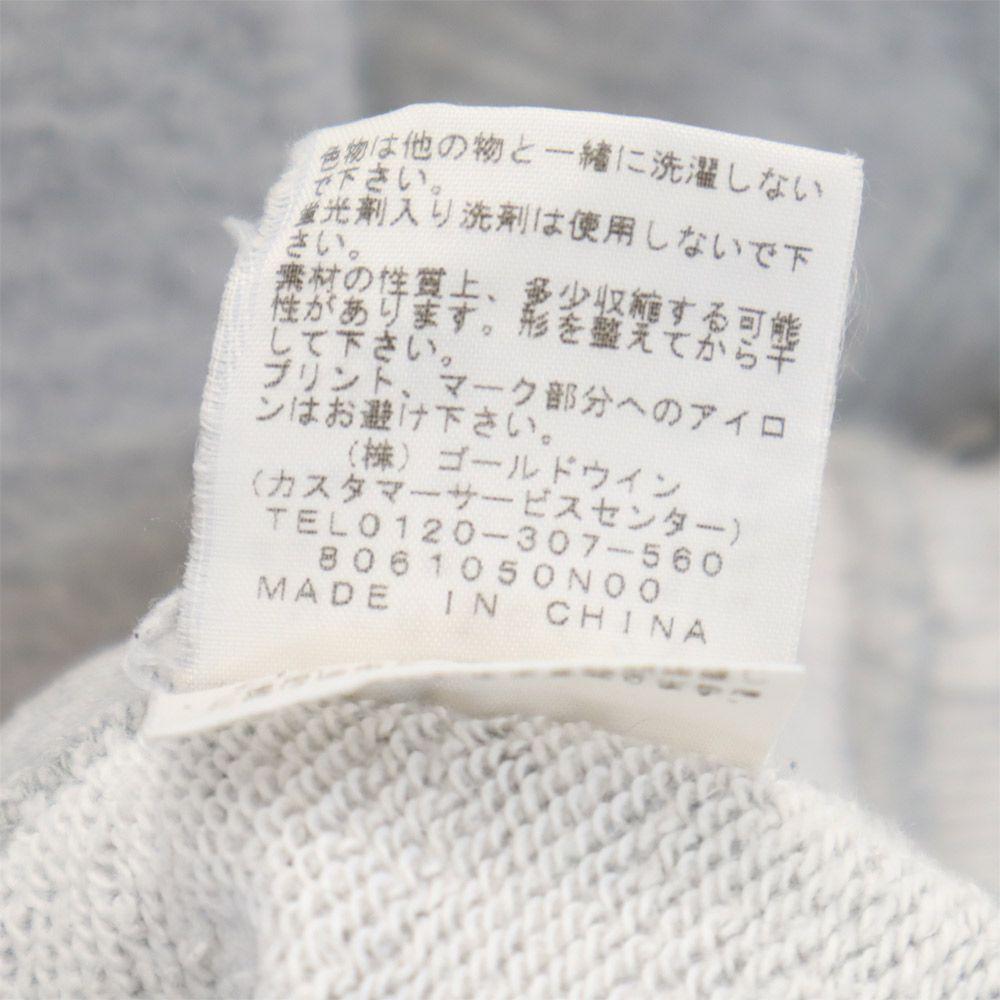 色物は他の物と一緒に洗濯しない
で下さい。
蛍光剤入り洗剤は使用しないで下
さい。
素材の性質上、多少収縮する可能
性があります。形を整えてから干
して下さい。
プリント、マーク部分へのアイロ
ンはお避け下さい。
(株)ゴールドウイン
(カスタマーサービスセンター)
TEL0120-307-560
8061050N00
MADE IN CHINA